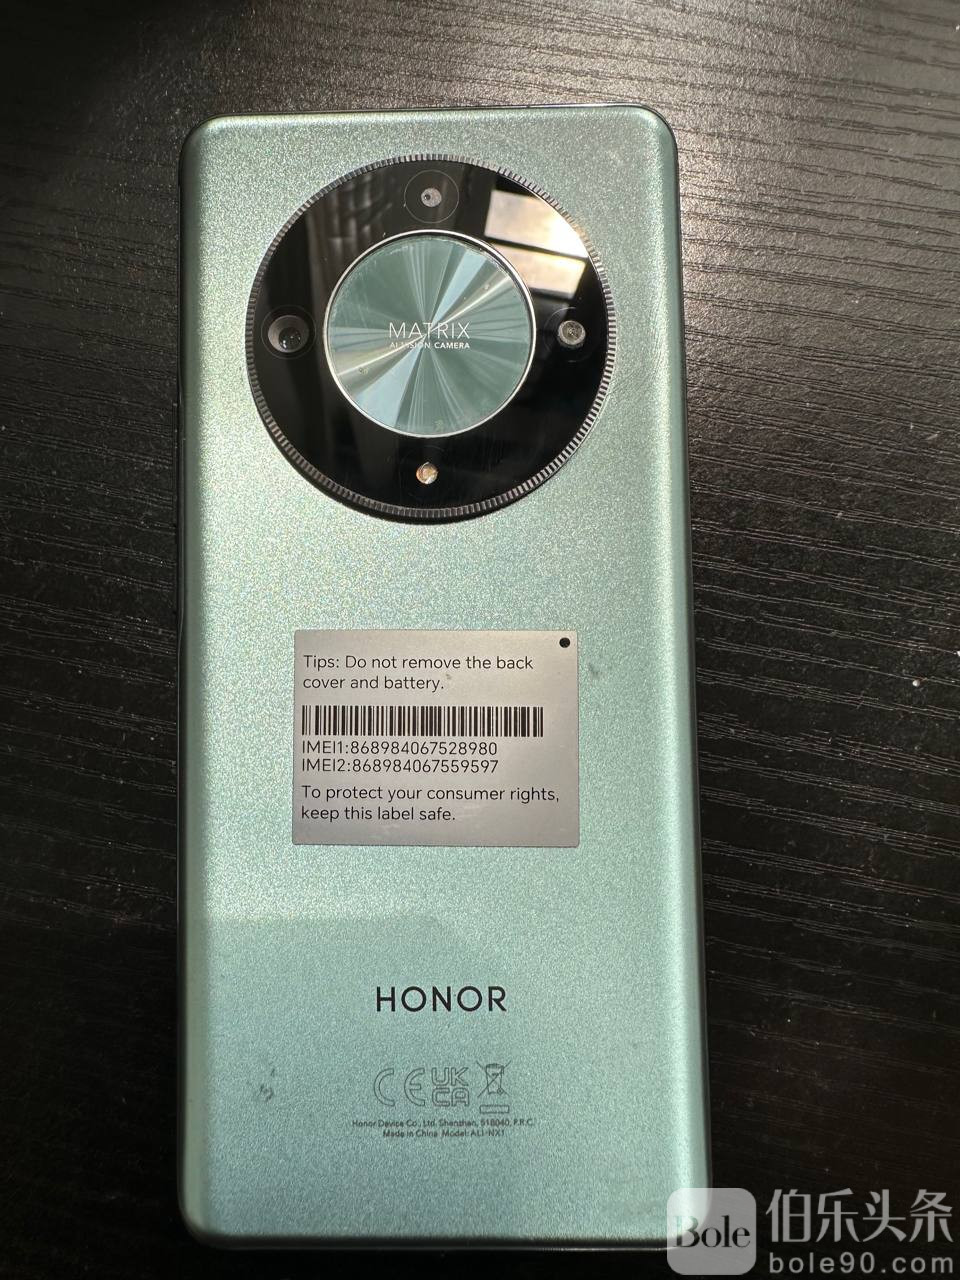 MATRIX
AI VISION CAMERA
Tips: Do not remove the back
cover and battery.
IMEI1:868984067528980
IMEI2:868984067559597
To protect your consumer rights,
keep this label safe.
HONOR
CE UK
CA
Honor Device Co., Ltd. Shenzhen, 518040, P.R.C.
Made in China Model: ALI-NX1
Bole 伯乐头条
bole90.com